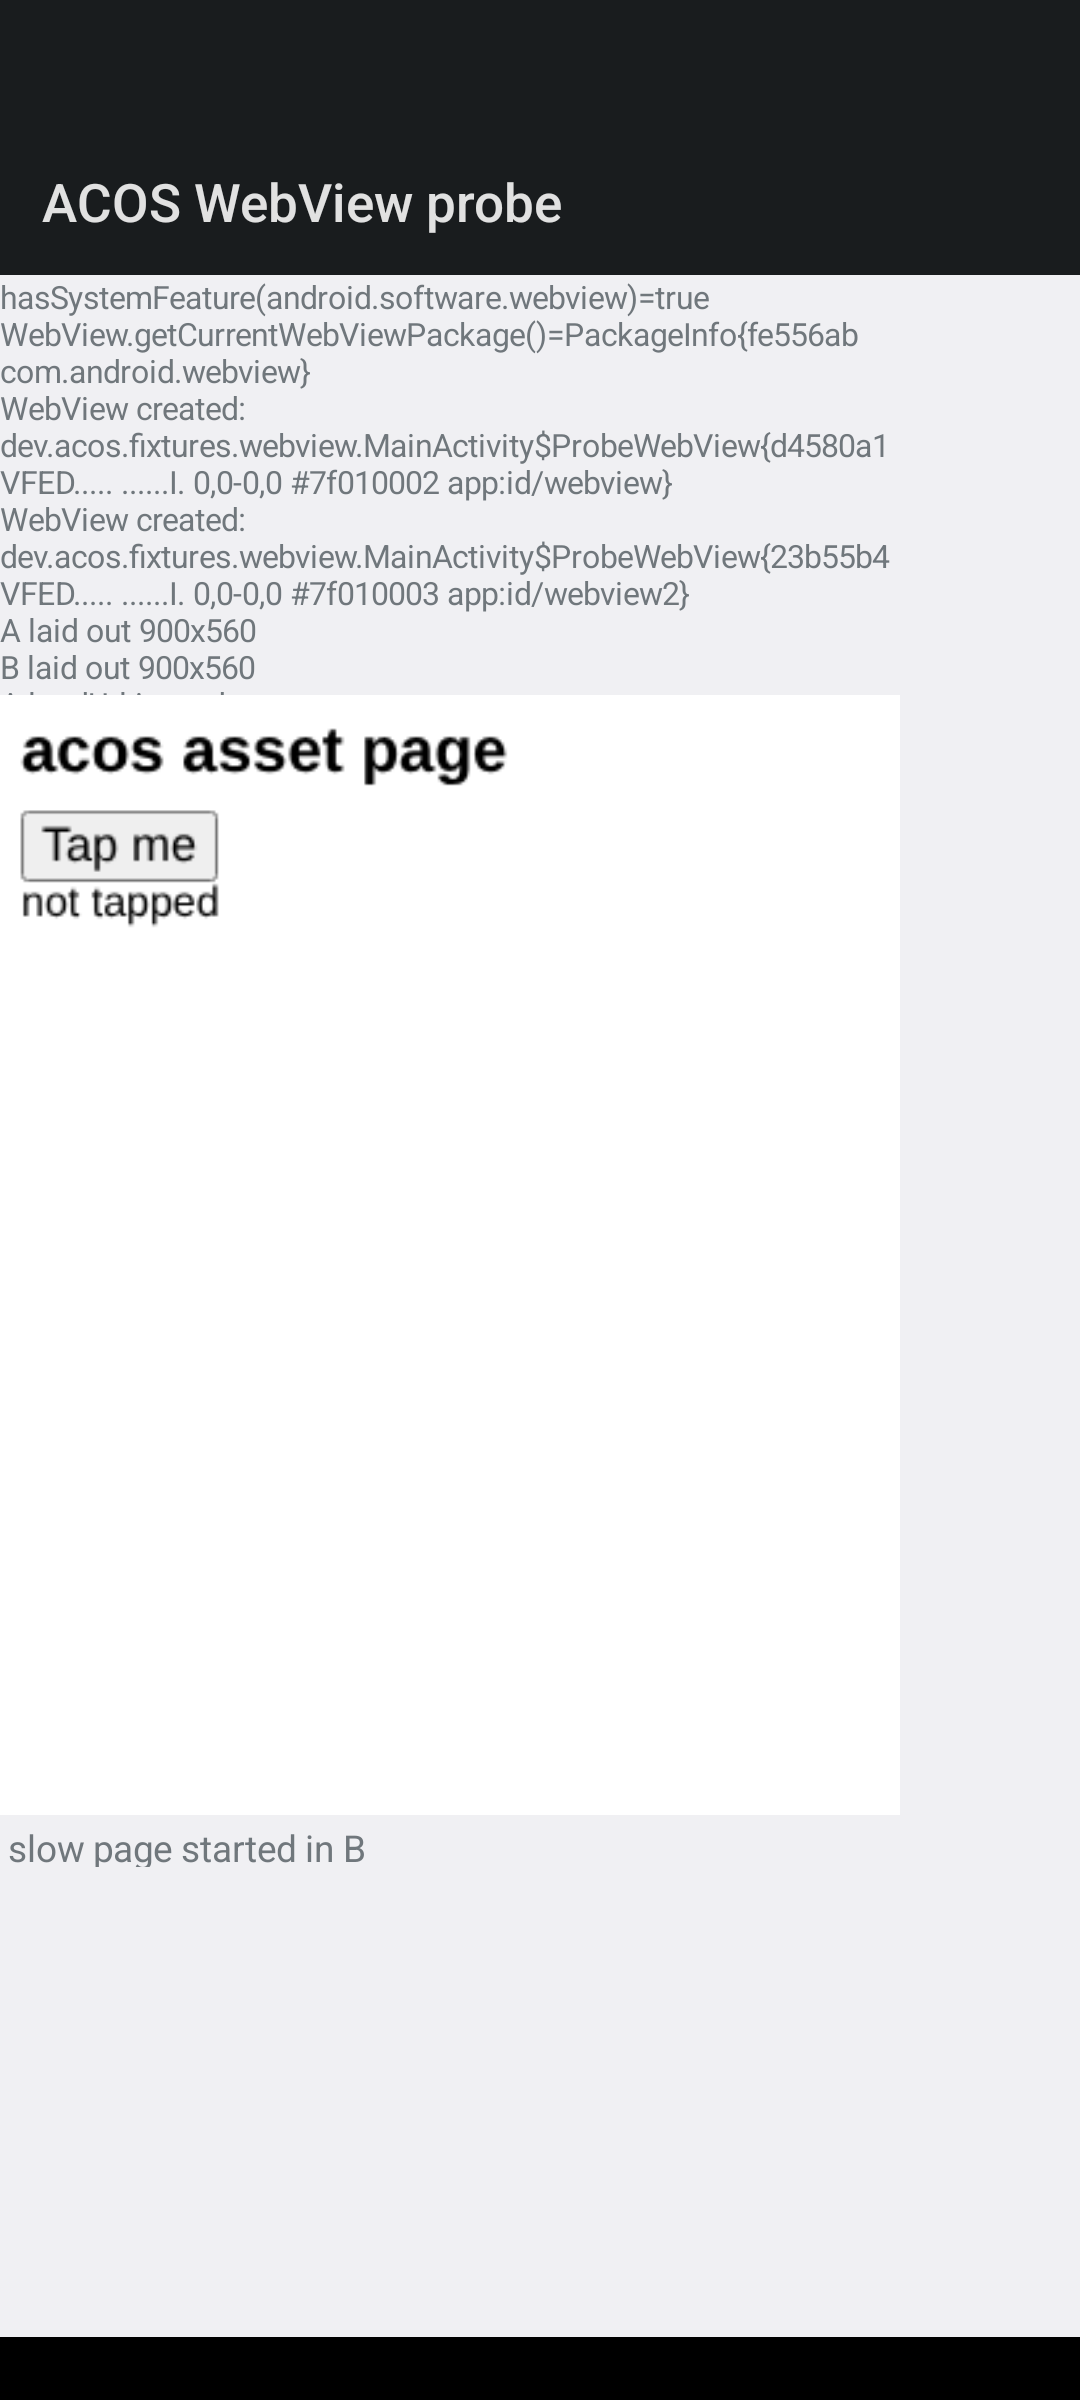 ACOS WebView probe
hasSystemFeature(android.software.webview)=true
WebView.getCurrentWebViewPackage()=PackageInfo{fe556ab
com.android.webview}
WebView created:
dev.acos.fixtures.webview.MainActivity$ProbeWebView{d4580a1
VFED..... ......I. 0,0-0,0 #7f010002 app:id/webview}
WebView created:
dev.acos.fixtures.webview.MainActivity$ProbeWebView{23b55b4
VFED..... ......I. 0,0-0,0 #7f010003 app:id/webview2}
A laid out 900x560
B laid out 900x560
acos asset page
Tap me
not tapped
slow page started in B